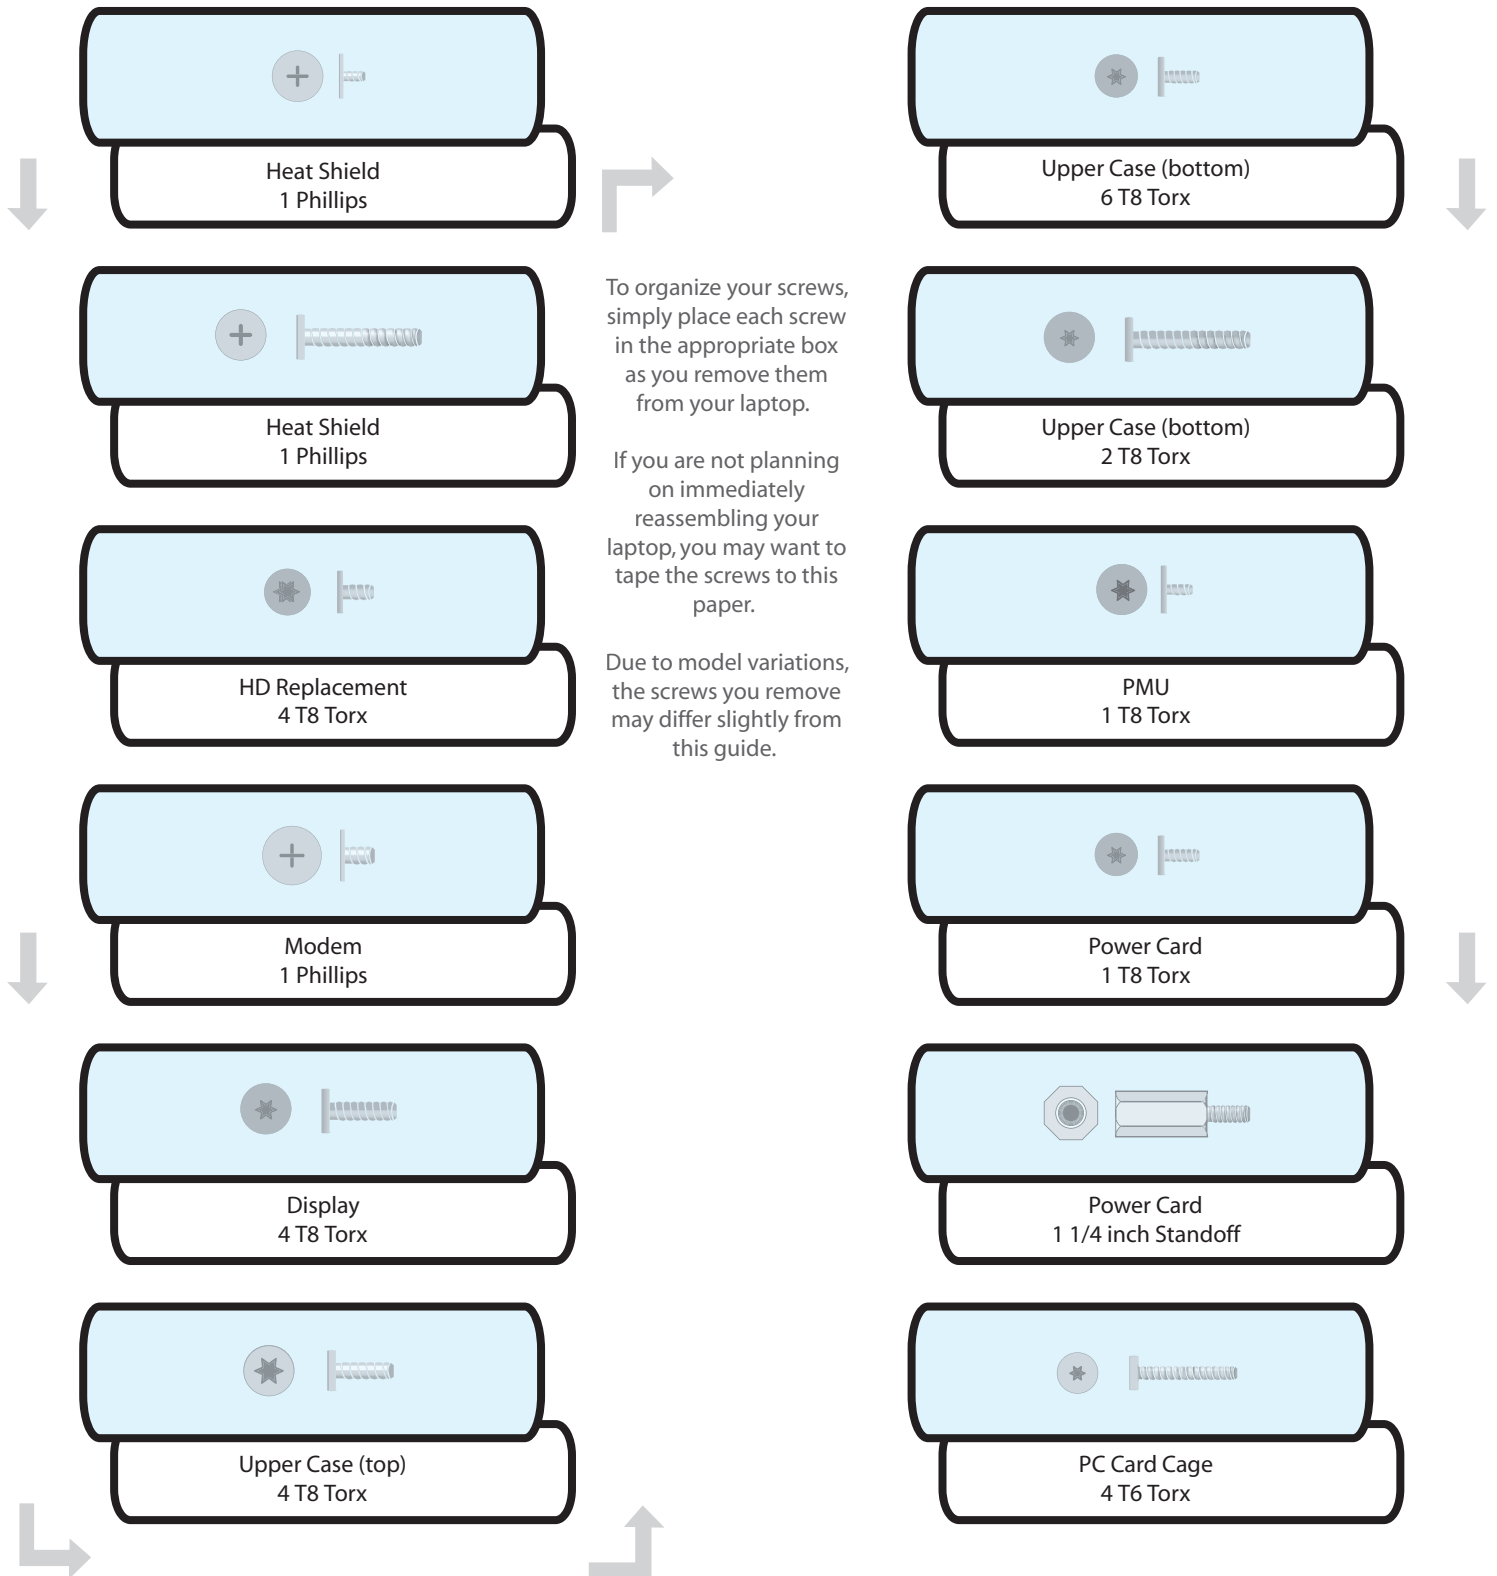 Heat Shield
1 Phillips
Heat Shield
1 Phillips
HD Replacement
4 T8 Torx
Modem
1 Phillips
Display
4 T8 Torx
Upper Case (top)
4 T8 Torx
To organize your screws,
simply place each screw
in the appropriate box
as you remove them
from your laptop.
If you are not planning
on immediately
reassembling your
laptop, you may want to
tape the screws to this
paper.
Due to model variations,
the screws you remove
may differ slightly from
this guide.
Upper Case (bottom)
6 T8 Torx
Upper Case (bottom)
2 T8 Torx
PMU
1 T8 Torx
Power Card
1 T8 Torx
Power Card
1 1/4 inch Standoff
PC Card Cage
4 T6 Torx